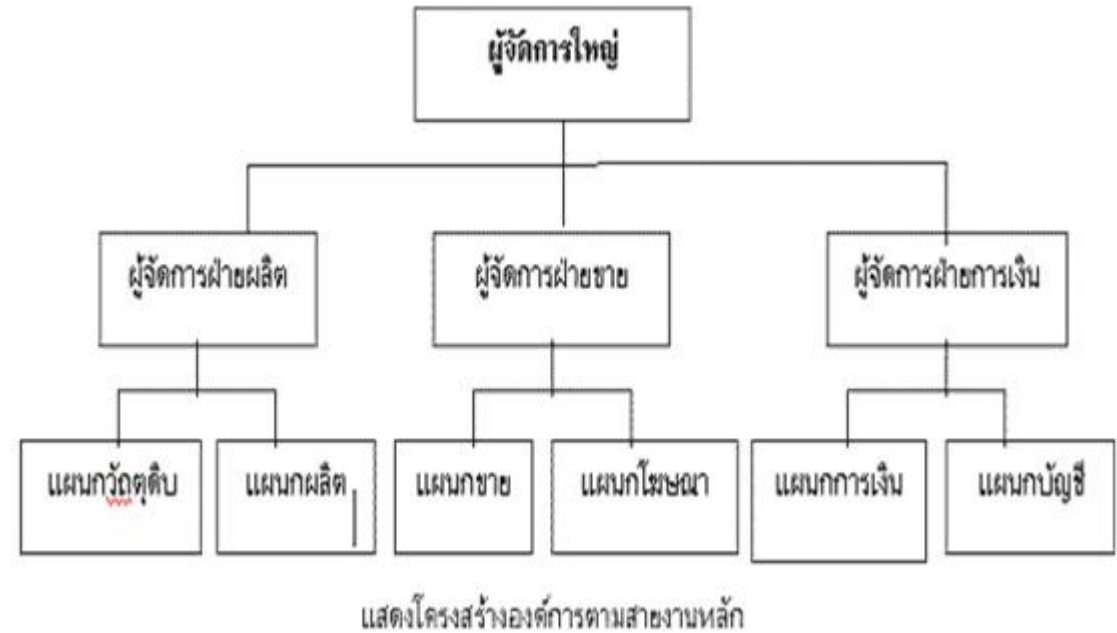 ผู้จัดการใหญ่
ผู้จัดการฝ่ายผลิต
ผู้จัดการฝ่ายขาย
ผู้จัดการฝ่ายการเงิน
แผนกวัถตุดิบ
แผนกผลิต
แผนกขาย
แผนกโฆษณา
แผนกการเงิน
แผนกบัญชี
แสดงโครงสร้างองค์การตามสายงานหลัก